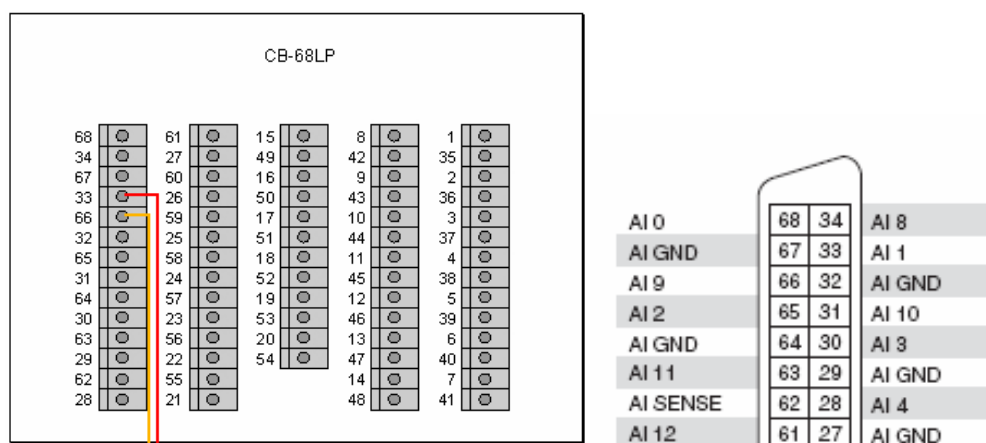 CB-68LP
68 61 15 8 1
34 27 49 42 35
67 60 16 9 2
33 26 50 43 36
66 59 17 10 3
32 25 51 44 37
65 58 18 11 4
31 24 52 45 38
64 57 19 12 5
30 23 53 46 39
63 56 20 13 6
29 22 54 47 40
62 55 14 7
28 21 48 41
AI 0 68 34 AI 8
AI GND 67 33 AI 1
AI 9 66 32 AI GND
AI 2 65 31 AI 10
AI GND 64 30 AI 3
AI 11 63 29 AI GND
AI SENSE 62 28 AI 4
AI 12 61 27 AI GND